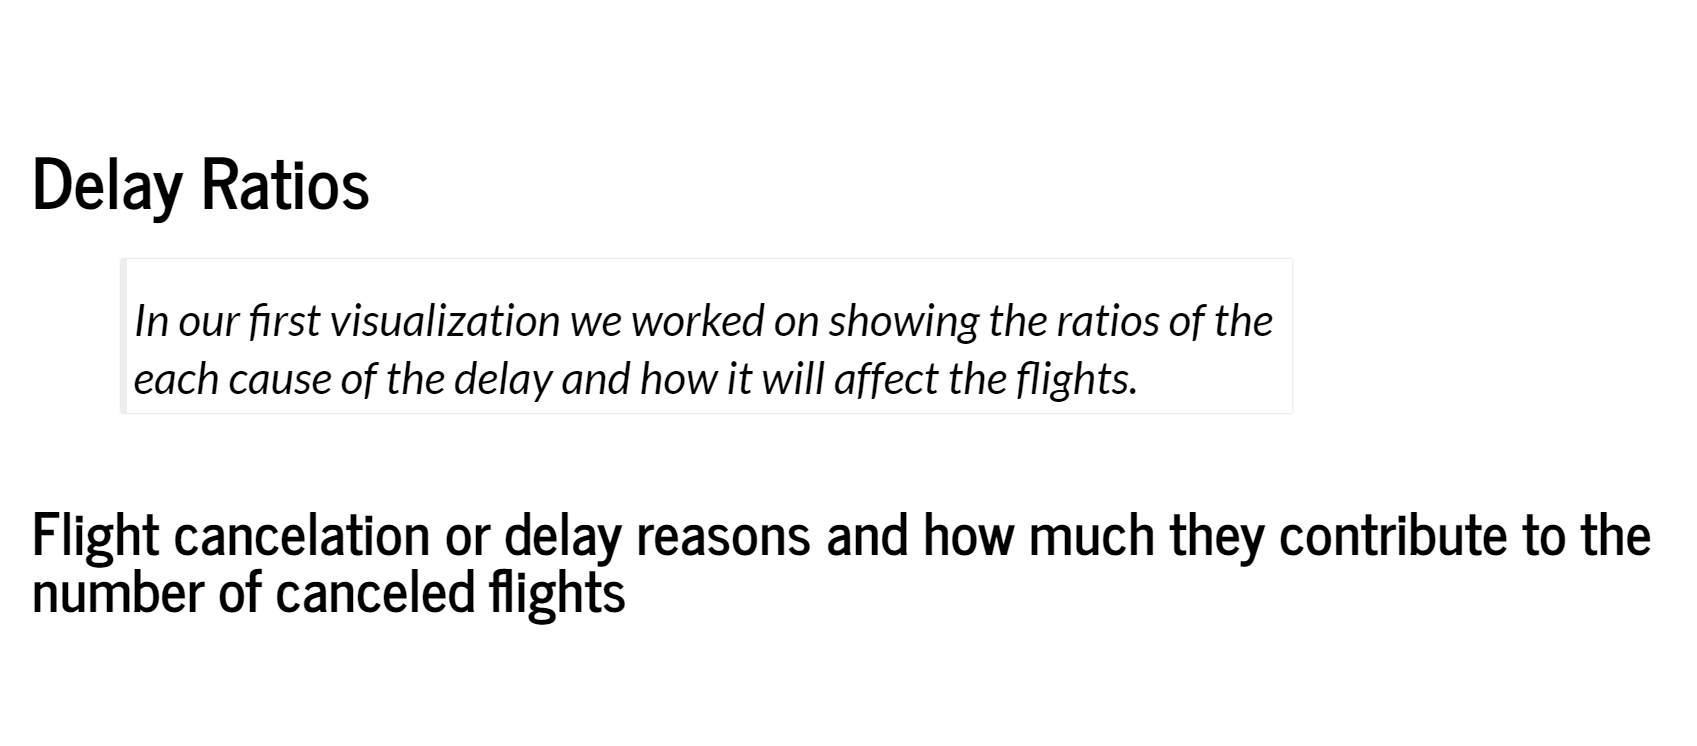 Delay Ratios
In our first visualization we worked on showing the ratios of the
each cause of the delay and how it will affect the flights.
Flight cancelation or delay reasons and how much they contribute to the
number of canceled flights